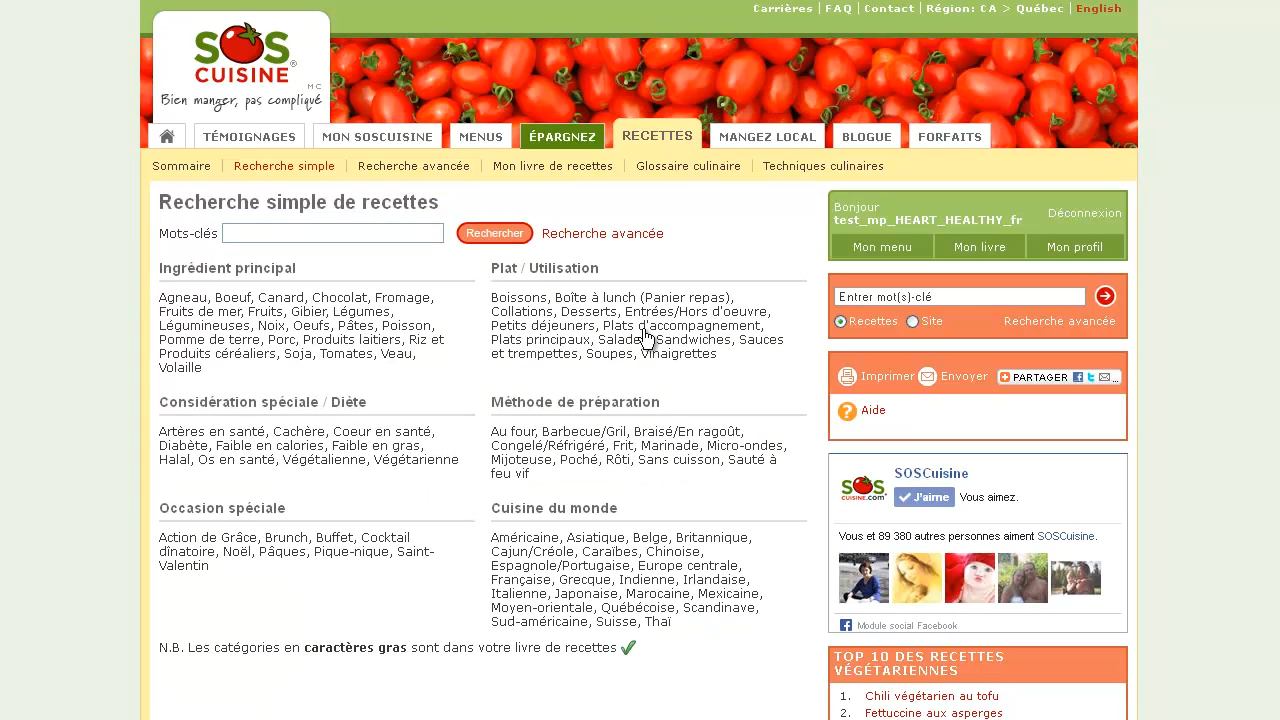 Carrières | FAQ | Contact | Région: CA > Québec | English
SOS
CUISINE®
MC
Bien manger, pas compliqué
TÉMOIGNAGES MON SOSCUISINE MENUS ÉPARGNEZ RECETTES MANGEZ LOCAL BLOGUE FORFAITS
Sommaire | Recherche simple | Recherche avancée | Mon livre de recettes | Glossaire culinaire | Techniques culinaires
Recherche simple de recettes
Mots-clés Rechercher Recherche avancée
Ingrédient principal
Agneau, Boeuf, Canard, Chocolat, Fromage,
Fruits de mer, Fruits, Gibier, Légumes,
Légumineuses, Noix, Oeufs, Pâtes, Poisson,
Pomme de terre, Porc, Produits laitiers, Riz et
Produits céréaliers, Soja, Tomates, Veau,
Volaille
Plat / Utilisation
Boissons, Boîte à lunch (Panier repas),
Collations, Desserts, Entrées/Hors d'oeuvre,
Petits déjeuners, Plats d'accompagnement,
Plats principaux, Salades, Sandwiches, Sauces
et trempettes, Soupes, Vinaigrettes
Considération spéciale / Diète
Artères en santé, Cachère, Coeur en santé,
Diabète, Faible en calories, Faible en gras,
Halal, Os en santé, Végétalienne, Végétarienne
Méthode de préparation
Au four, Barbecue/Gril, Braisé/En ragoût,
Congelé/Réfrigéré, Frit, Marinade, Micro-ondes,
Mijoteuse, Poché, Rôti, Sans cuisson, Sauté à
feu vif
Occasion spéciale
Action de Grâce, Brunch, Buffet, Cocktail
dînatoire, Noël, Pâques, Pique-nique, Saint-
Valentin
Cuisine du monde
Américaine, Asiatique, Belge, Britannique,
Cajun/Créole, Caraïbes, Chinoise,
Espagnole/Portugaise, Europe centrale,
Française, Grecque, Indienne, Irlandaise,
Italienne, Japonaise, Marocaine, Mexicaine,
Moyen-orientale, Québécoise, Scandinave,
Sud-américaine, Suisse, Thaï
N.B. Les catégories en caractères gras sont dans votre livre de recettes
Bonjour
test_mp_HEART_HEALTHY_fr
Déconnexion
Mon menu Mon livre Mon profil
Entrer mot(s)-clé
Recettes Site Recherche avancée
Imprimer Envoyer PARTAGER ...
Aide
SOSCuisine
J'aime Vous aimez.
SOS
CUISINE.com
Vous et 89 380 autres personnes aiment SOSCuisine.
Module social Facebook
TOP 10 DES RECETTES
VÉGÉTARIENNES
1. Chili végétarien au tofu
2. Fettuccine aux asperges